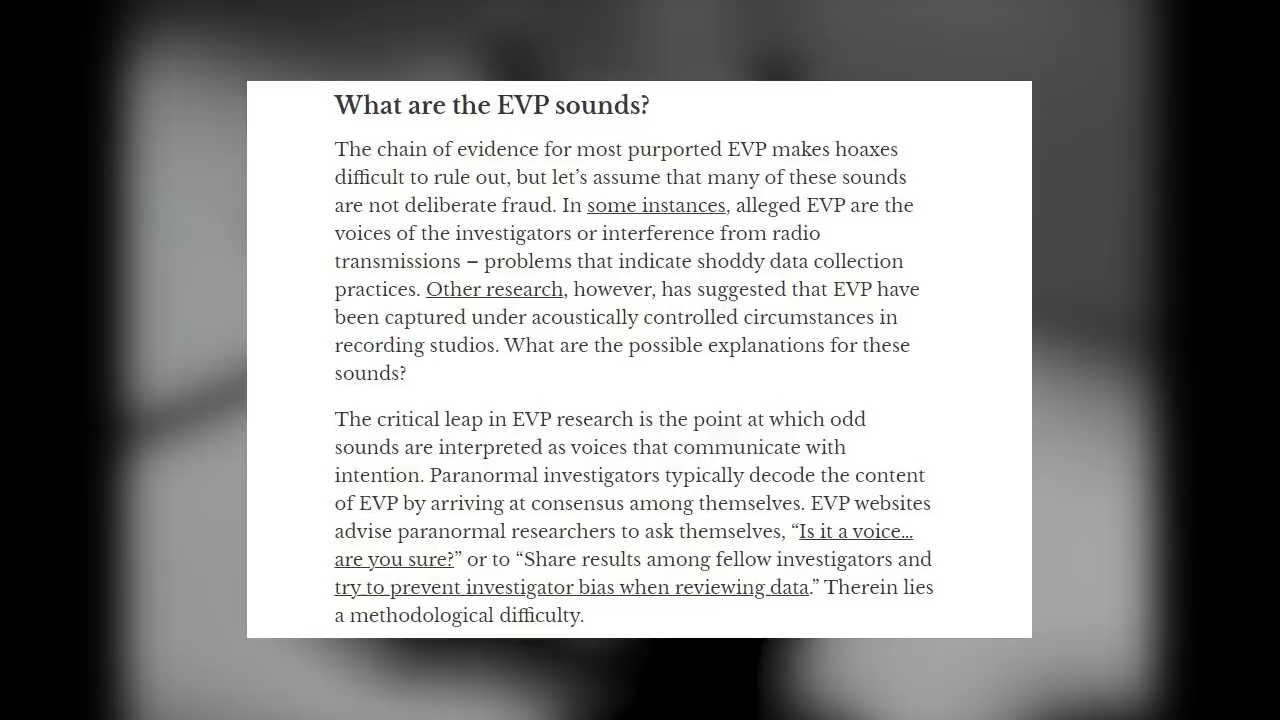 What are the EVP sounds?
The chain of evidence for most purported EVP makes hoaxes
difficult to rule out, but let’s assume that many of these sounds
are not deliberate fraud. In some instances, alleged EVP are the
voices of the investigators or interference from radio
transmissions – problems that indicate shoddy data collection
practices. Other research, however, has suggested that EVP have
been captured under acoustically controlled circumstances in
recording studios. What are the possible explanations for these
sounds?
The critical leap in EVP research is the point at which odd
sounds are interpreted as voices that communicate with
intention. Paranormal investigators typically decode the content
of EVP by arriving at consensus among themselves. EVP websites
advise paranormal researchers to ask themselves, “Is it a voice…
are you sure?” or to “Share results among fellow investigators and
try to prevent investigator bias when reviewing data.” Therein lies
a methodological difficulty.